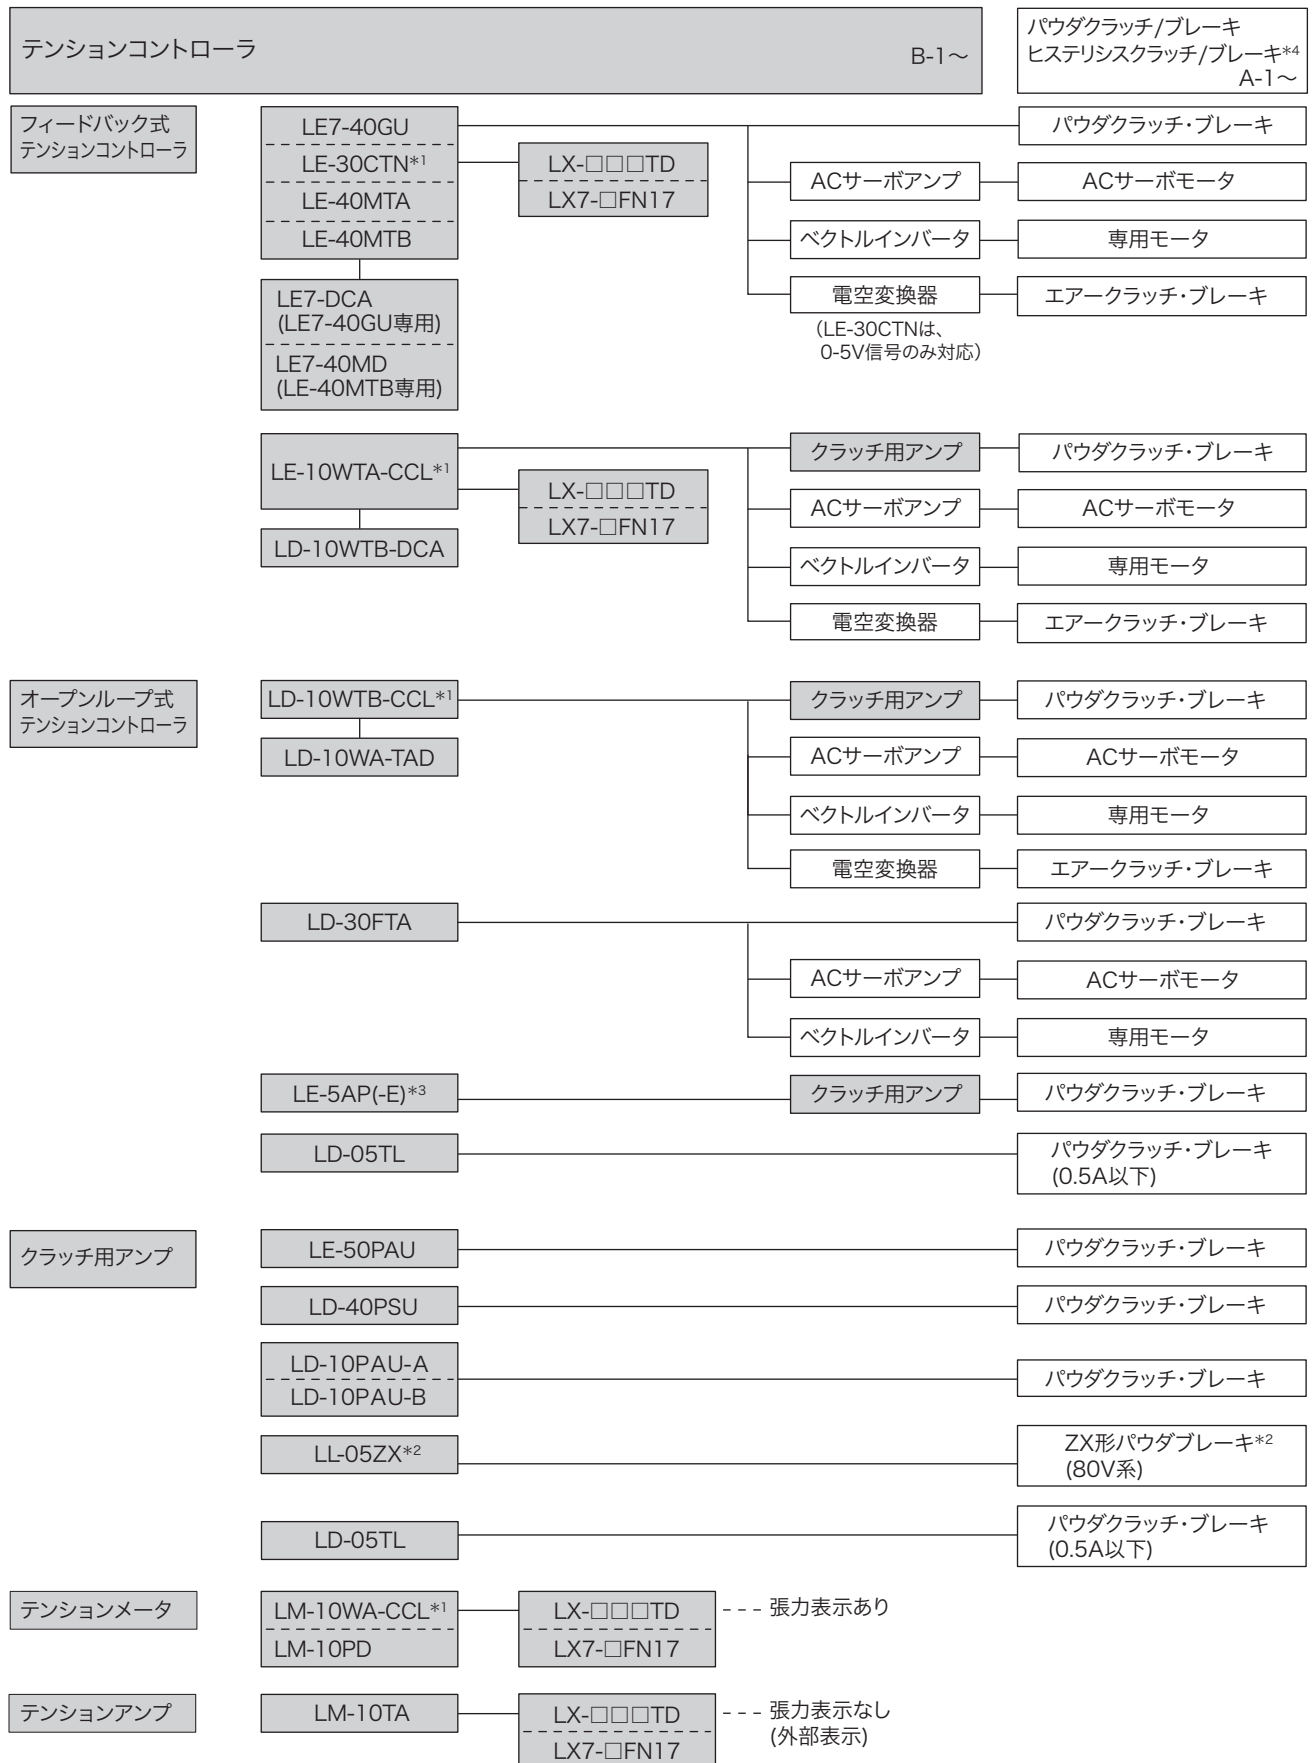 テンションコントローラ
B-1～
パウダクラッチ/ブレーキ
ヒステリシスクラッチ/ブレーキ*4
A-1～
フィードバック式
テンションコントローラ
LE7-40GU
LE-30CTN*1
LE-40MTA
LE-40MTB
LX-□□□TD
LX7-□FN17
パウダクラッチ・ブレーキ
ACサーボアンプ
ACサーボモータ
ベクトルインバータ
専用モータ
電空変換器
エアークラッチ・ブレーキ
(LE-30CTNは、
0-5V信号のみ対応)
LE7-DCA
(LE7-40GU専用)
LE7-40MD
(LE-40MTB専用)
LE-10WTA-CCL*1
LX-□□□TD
LX7-□FN17
LD-10WTB-DCA
クラッチ用アンプ
パウダクラッチ・ブレーキ
ACサーボアンプ
ACサーボモータ
ベクトルインバータ
専用モータ
電空変換器
エアークラッチ・ブレーキ
オープンループ式
テンションコントローラ
LD-10WTB-CCL*1
LD-10WA-TAD
クラッチ用アンプ
パウダクラッチ・ブレーキ
ACサーボアンプ
ACサーボモータ
ベクトルインバータ
専用モータ
電空変換器
エアークラッチ・ブレーキ
LD-30FTA
パウダクラッチ・ブレーキ
ACサーボアンプ
ACサーボモータ
ベクトルインバータ
専用モータ
LE-5AP(-E)*3
クラッチ用アンプ
パウダクラッチ・ブレーキ
LD-05TL
パウダクラッチ・ブレーキ
(0.5A以下)
クラッチ用アンプ
LE-50PAU
パウダクラッチ・ブレーキ
LD-40PSU
パウダクラッチ・ブレーキ
LD-10PAU-A
LD-10PAU-B
パウダクラッチ・ブレーキ
LL-05ZX*2
ZX形パウダブレーキ*2
(80V系)
LD-05TL
パウダクラッチ・ブレーキ
(0.5A以下)
テンションメータ
LM-10WA-CCL*1
LM-10PD
LX-□□□TD
LX7-□FN17
張力表示あり
テンションアンプ
LM-10TA
LX-□□□TD
LX7-□FN17
張力表示なし
(外部表示)